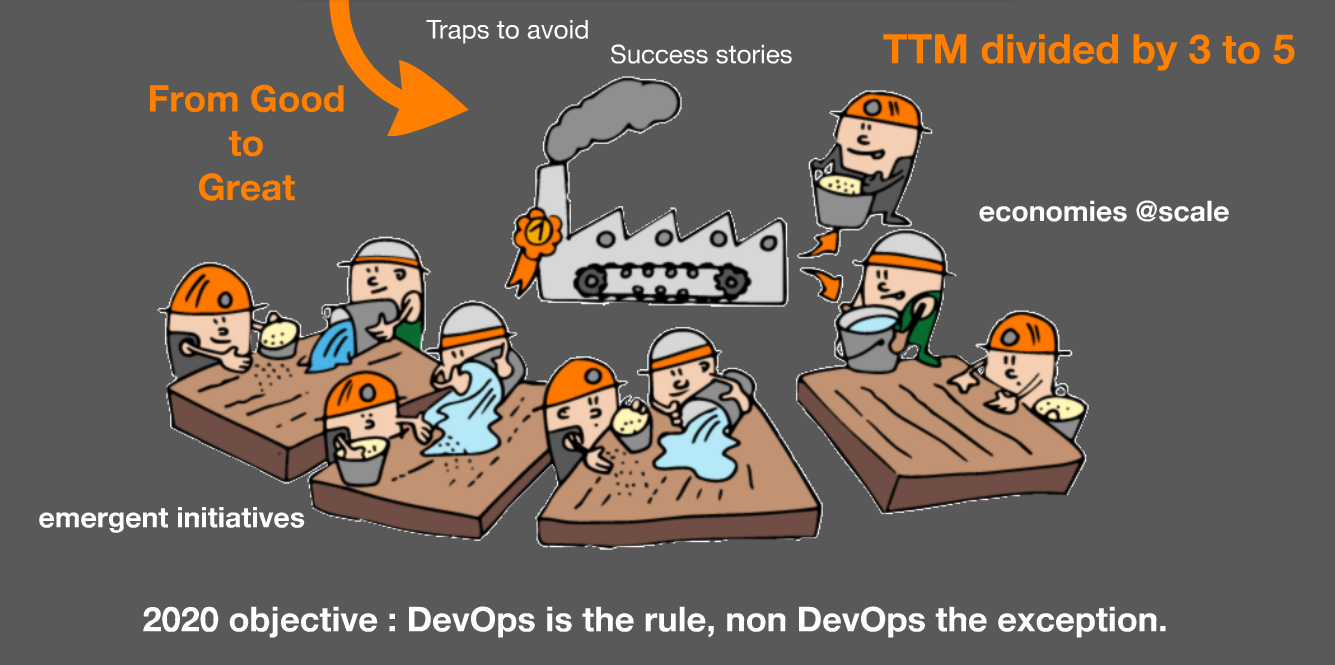 Traps to avoid
Success stories
TTM divided by 3 to 5
From Good
to
Great
1
economies @scale
emergent initiatives
2020 objective : DevOps is the rule, non DevOps the exception.